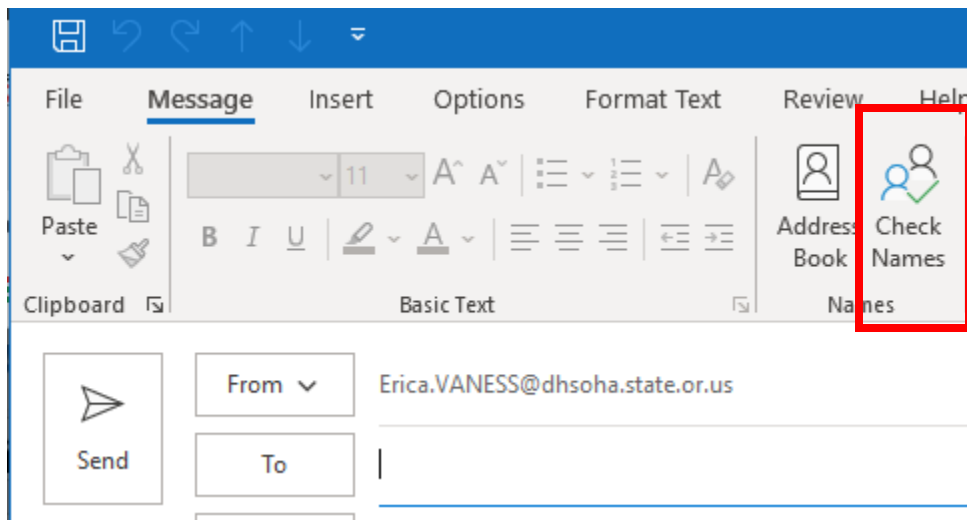 File Message Insert Options Format Text Review Help
11 A A A
Paste B I U A Address Book Check Names
Clipboard Basic Text Names
Send From Erica.VANESS@dhsoha.state.or.us
To